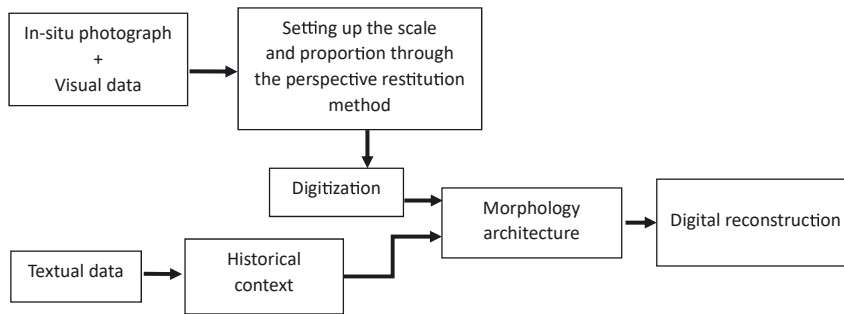 In-situ photograph
+
Visual data
Setting up the scale
and proportion through
the perspective restitution
method
Digitization
Morphology
architecture
Digital reconstruction
Textual data
Historical
context